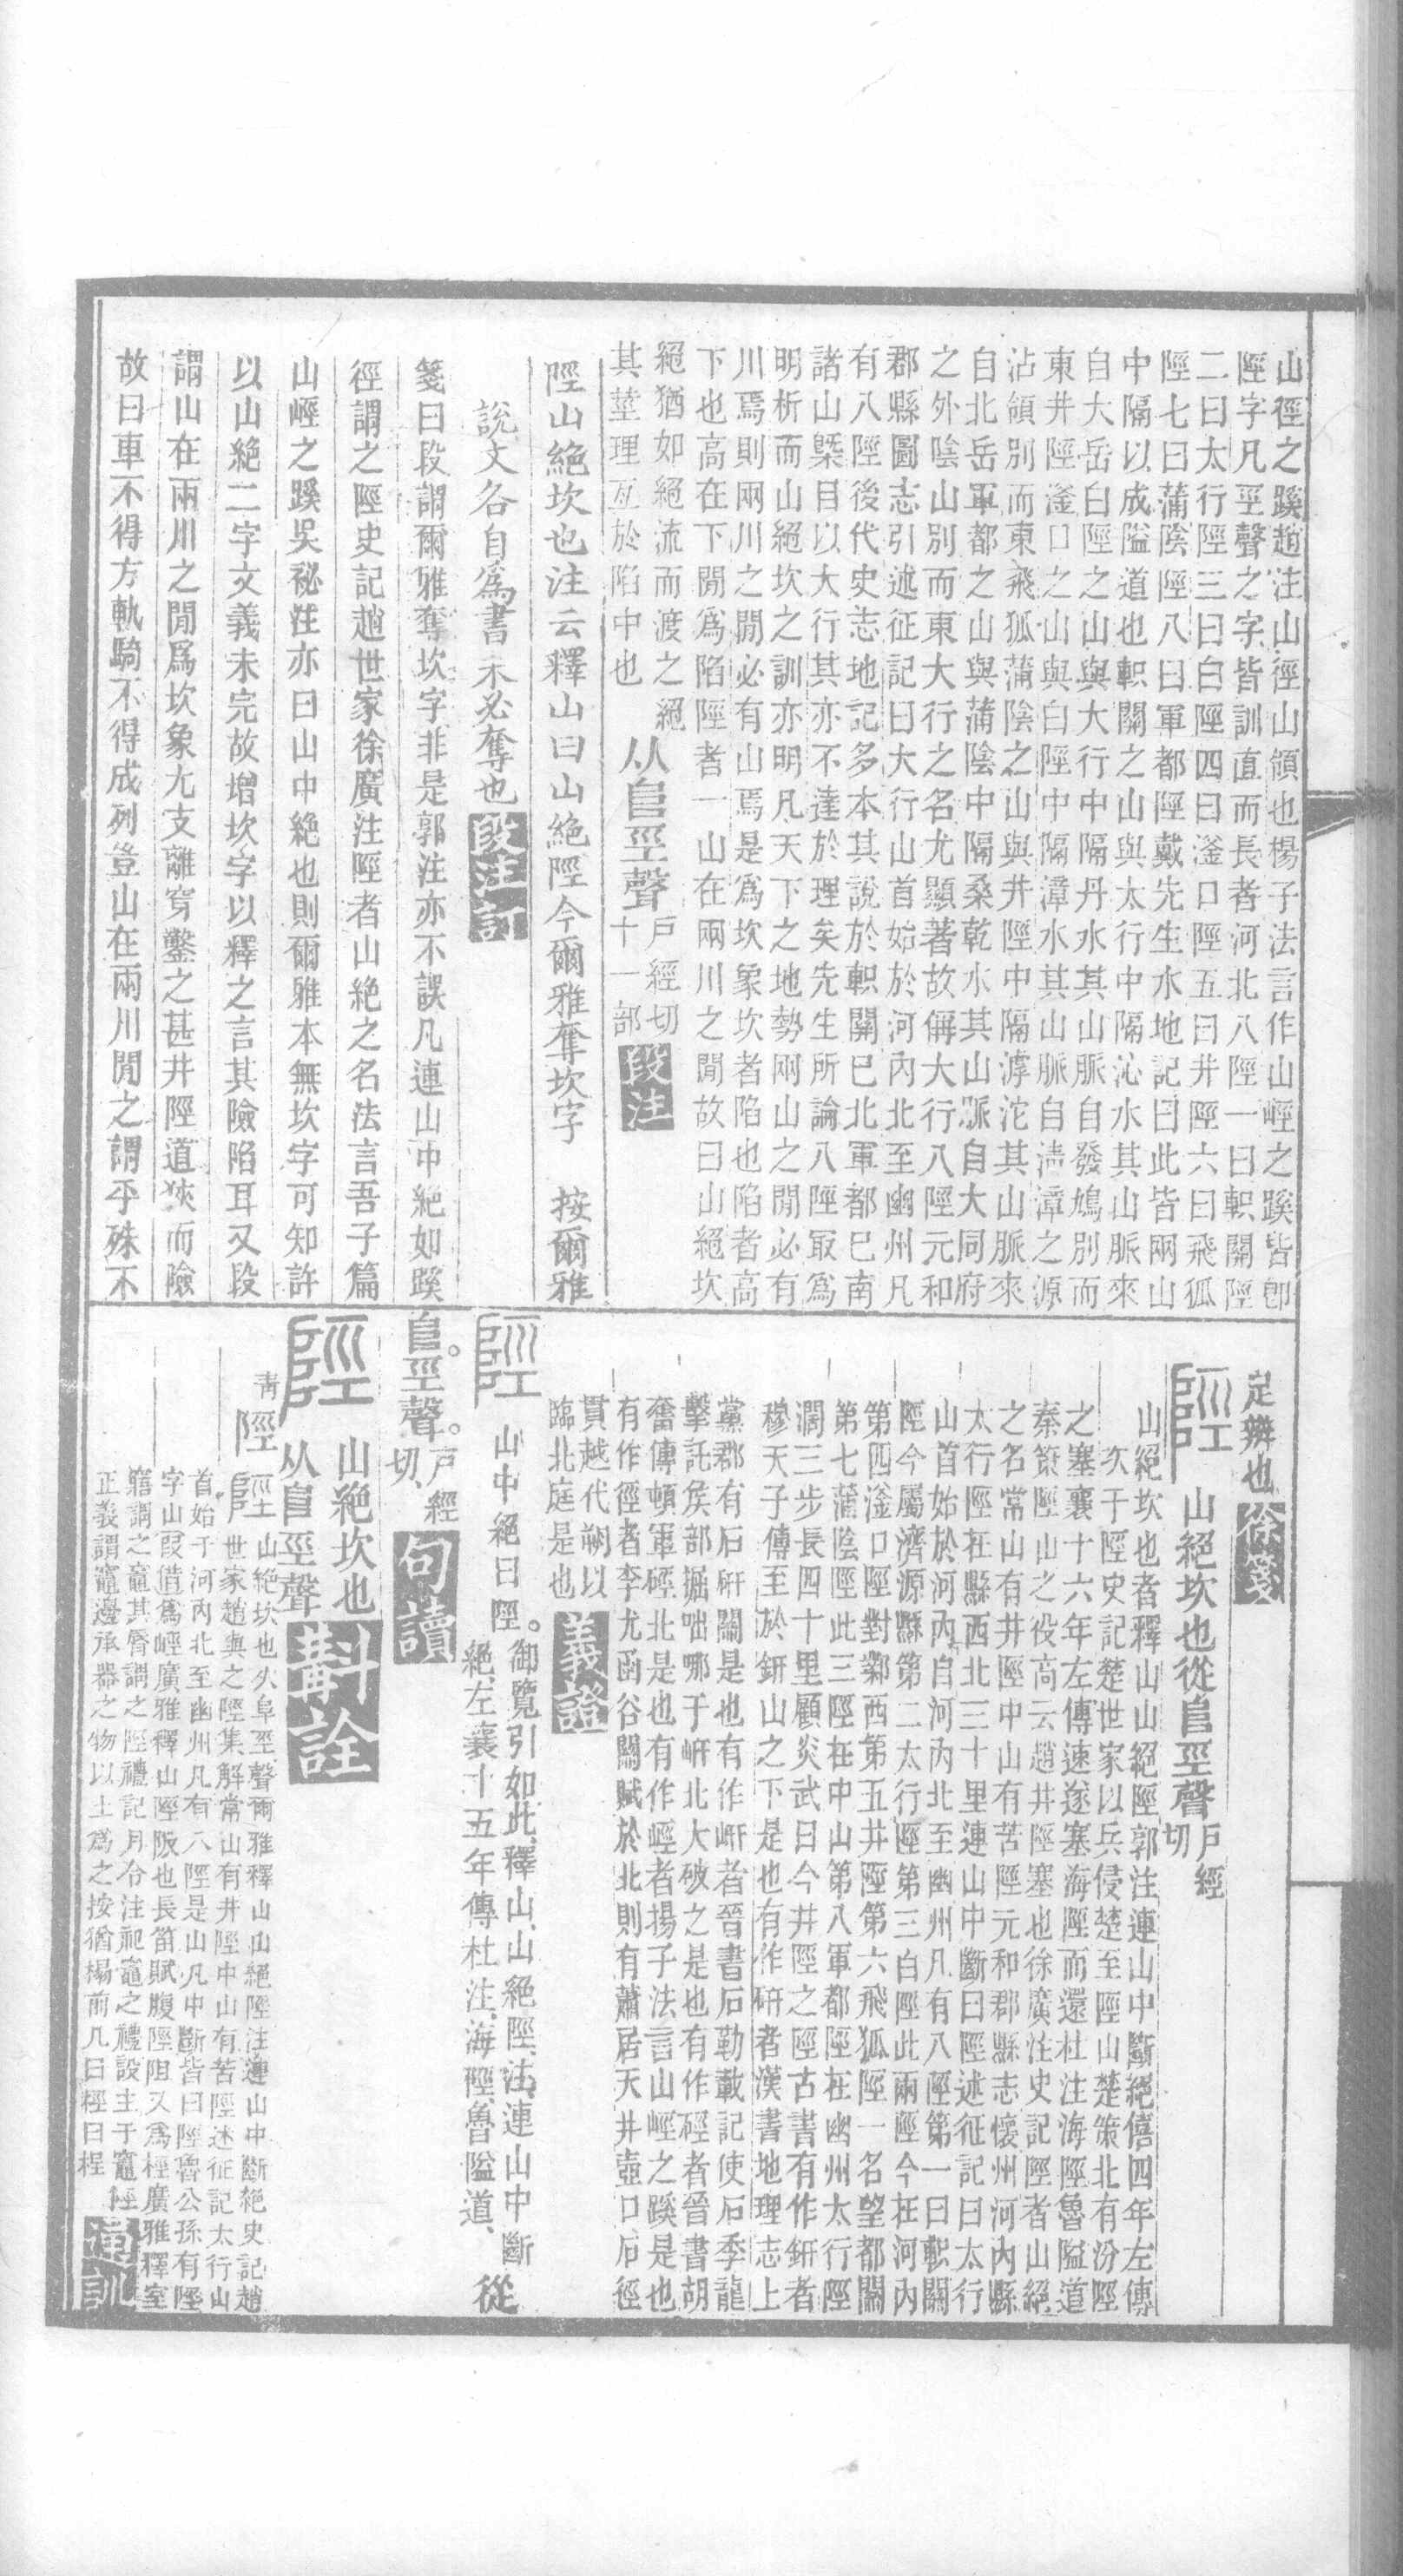 山徑之蹊趙注山徑山領也楊子法言作山巠之蹊皆卽
陘字凡巠聲之字皆訓直而長者河北八陘一曰軹關陘
二曰太行陘三曰白陘四曰滏口陘五曰井陘六曰飛狐
陘七曰蒲陰陘八曰軍都陘戴先生水地記曰此皆兩山
中隔以成隘道也軹關之山與太行中隔沁水其山脈來
自大岳白陘之山與大行中隔丹水其山脈自發鳩別而
東井陘滏口之山與白陘中隔漳水其山脈自淸漳之源
沾領別而東飛狐蒲陰之山與井陘中隔滹沱其山脈來
自北岳軍都之山與蒲陰中隔桑乾水其山脈自大同府
之外陰山別而東大行之名尤顯著故偁大行八陘元和
郡縣圖志引述征記曰大行山首始於河內北至幽州凡
有八陘後代史志地記多本其說於軹關已北軍都已南
諸山槩目以大行其亦不達於理矣先生所論八陘取爲
明析而山絕坎之訓亦明凡天下之地勢兩山之閒必有
川焉則兩川之閒必有山焉是爲坎象坎者陷也陷者高
下也高在下閒爲陷陘者一山在兩川之閒故曰山絕坎
絕猶如絕流而渡之絕
其莖理互於陷中也
从𨸏巠聲
戶經切
十一部
段注
陘山絶坎也注云釋山曰山絶陘今爾雅奪坎字 按爾雅
說文各自爲書未必奪也
段注訂
箋曰段謂爾雅奪坎字非是郭注亦不誤凡連山中絶如蹊
徑謂之陘史記趙世家徐廣注陘者山絶之名法言吾子篇
山峌之蹊吳祕注亦曰山中絶也則爾雅本無坎字可知許
以山絶二字文義未完故增坎字以釋之言其險陷耳又段
謂山在兩川之閒爲坎象尤支離穿鑿之甚井陘道狹而險
故曰車不得方軌騎不得成列豈山在兩川閒之謂乎殊不
足辨也
徐箋
陘
山絕坎也從𨸏巠聲
戶經
切
山絕坎也者釋山山絕陘郭注連山中斷絕僖四年左傳
次于陘史記楚世家以兵侵楚至陘山楚策北有汾陘
之塞襄十六年左傳速遂塞海陘而還杜注海陘魯隘道
秦策陘山之役高云趙井陘塞也徐廣注史記陘者山絕
之名常山有井陘中山有苦陘元和郡縣志懷州河內縣
太行陘在縣西北三十里連山中斷曰陘述征記曰太行
山首始於河內自河內北至幽州凡有八陘第一曰軹關
陘今屬濟源縣第二太行陘第三白陘此兩陘今在河內
第四滏口陘對鄴西第五井陘第六飛狐陘一名望都關
第七蒲陰陘此三陘在中山第八軍都陘在幽州太行陘
濶三步長四十里顧炎武曰今井陘之陘古書有作鈃者
穆天子傳至於鈃山之下是也有作研者漢書地理志上
黨郡有石研關是也有作岍者晉書石勒載記使石季龍
擊託侯部掘咄哪于岍北大破之是也有作硜者晉書胡
奮傳頓軍硜北是也有作峌者揚子法言山峌之蹊是也
有作徑者李尤函谷關賦於北則有蕭居天井壺口石徑
貫越代朔以
臨北庭是也
義證
陘
山中絕曰陘。
御覽引如此、釋山、山絕陘、注、連山中斷
絕、左襄十五年傳杜注、海陘、魯隘道、
從
𨸏。巠聲。
戶經
切、
句讀
陘
山絕坎也
从𨸏巠聲
斠詮
靑
陘
山絕坎也从阜巠聲爾雅釋山山絕陘注連山中斷絕史記趙
世家趙與之陘集解常山有井陘中山有苦陘述征記太行山
首始于河內北至幽州凡有八陘是山凡中斷皆曰陘魯公孫有陘
字山叚借爲峌廣雅釋山陘阪也長笛賦腹陘阻又爲桱廣雅釋室
窹謂之竈其脣謂之陘禮記月令注祀竈之禮設主于竈陘
正義謂竈邊承器之物以土爲之按猶榻前几曰桱曰桯
通訓